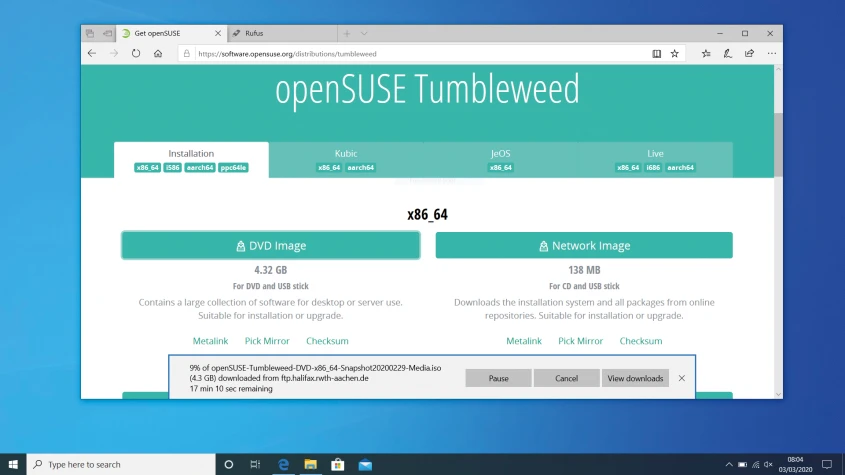 Get openSUSE
Rufus
https://software.opensuse.org/distributions/tumbleweed
openSUSE Tumbleweed
Installation
x86_64 i586 aarch64 ppc64le
Kubic
x86_64 aarch64
JeOS
x86_64
Live
x86_64 i686 aarch64
x86_64
DVD Image
4.32 GB
For DVD and USB stick
Contains a large collection of software for desktop or server use.
Suitable for installation or upgrade.
Metalink Pick Mirror Checksum
Network Image
138 MB
For CD and USB stick
Downloads the installation system and all packages from online
repositories. Suitable for installation or upgrade.
Metalink Pick Mirror Checksum
9% of openSUSE-Tumbleweed-DVD-x86_64-Snapshot20200229-Media.iso
(4.3 GB) downloaded from ftp.halifax.rwth-aachen.de
17 min 10 sec remaining
Pause
Cancel
View downloads
Type here to search
08:04
03/03/2020